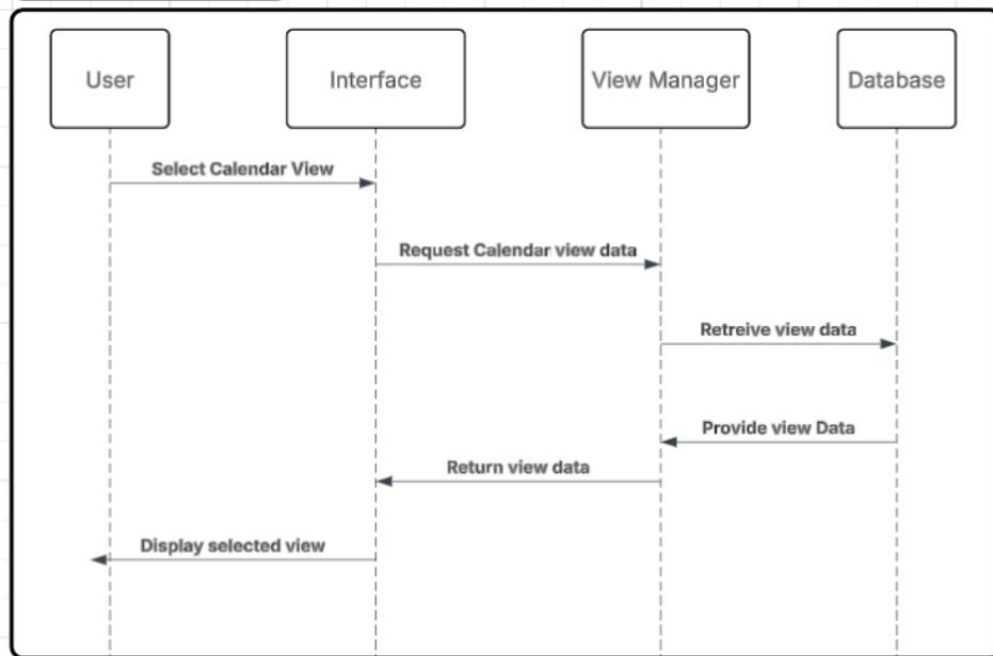 User
Interface
View Manager
Database
Select Calendar View
Request Calendar view data
Retreive view data
Provide view Data
Return view data
Display selected view